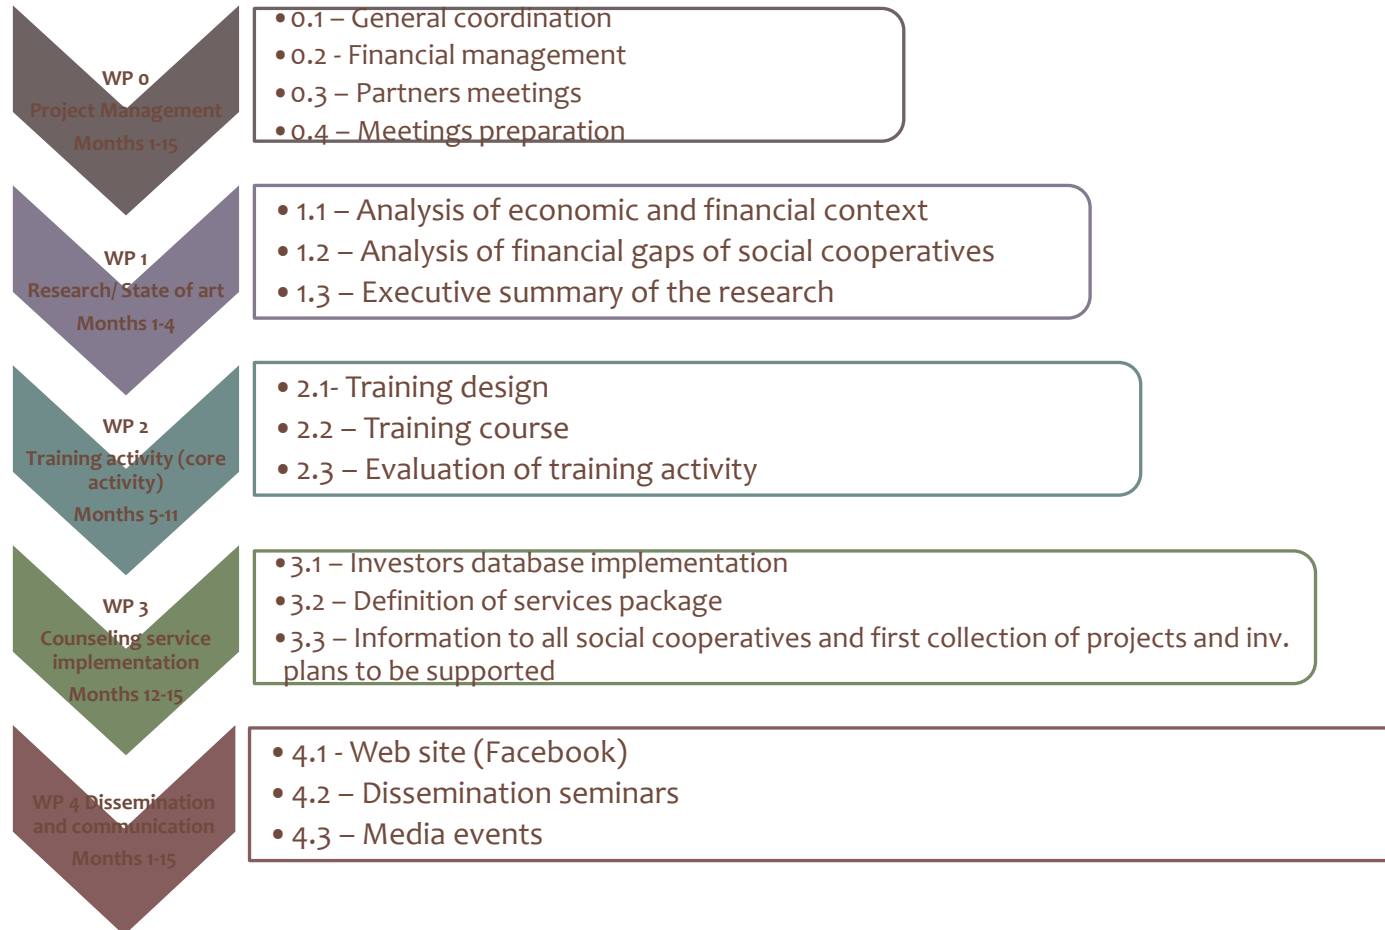 WP 0
Project Management
Months 1-15
• 0.1 – General coordination
• 0.2 - Financial management
• 0.3 – Partners meetings
• 0.4 – Meetings preparation
WP 1
Research/ State of art
Months 1-4
• 1.1 – Analysis of economic and financial context
• 1.2 – Analysis of financial gaps of social cooperatives
• 1.3 – Executive summary of the research
WP 2
Training activity (core
activity)
Months 5-11
• 2.1- Training design
• 2.2 – Training course
• 2.3 – Evaluation of training activity
WP 3
Counseling service
implementation
Months 12-15
• 3.1 – Investors database implementation
• 3.2 – Definition of services package
• 3.3 – Information to all social cooperatives and first collection of projects and inv.
plans to be supported
WP 4 Dissemination
and communication
Months 1-15
• 4.1 - Web site (Facebook)
• 4.2 – Dissemination seminars
• 4.3 – Media events